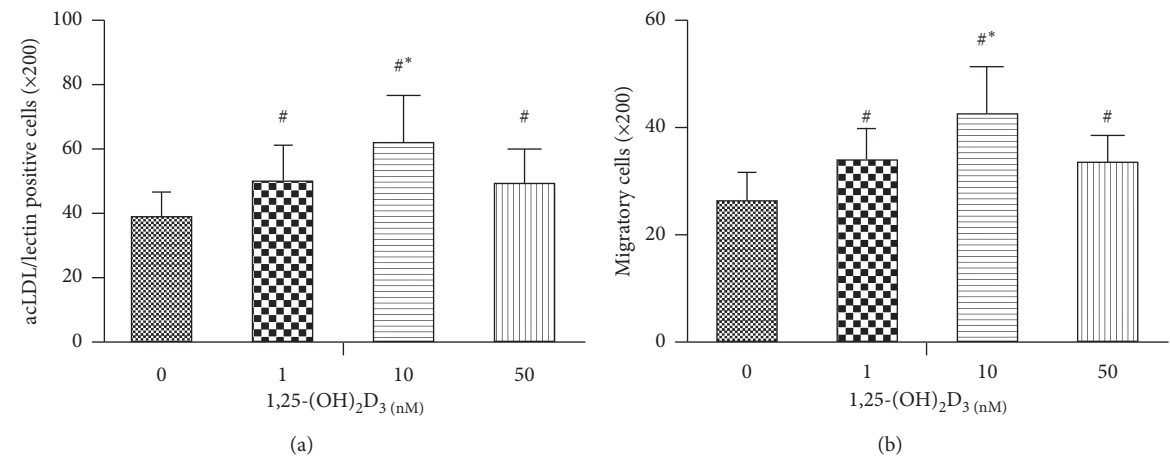 100
80
60
40
20
0
acLDL/lectin positive cells (×200)
#
#*
#
0 1 10 50
1,25-(OH)₂D₃ (nM)
(a)
60
40
20
0
Migratory cells (×200)
#
#*
#
0 1 10 50
1,25-(OH)₂D₃ (nM)
(b)